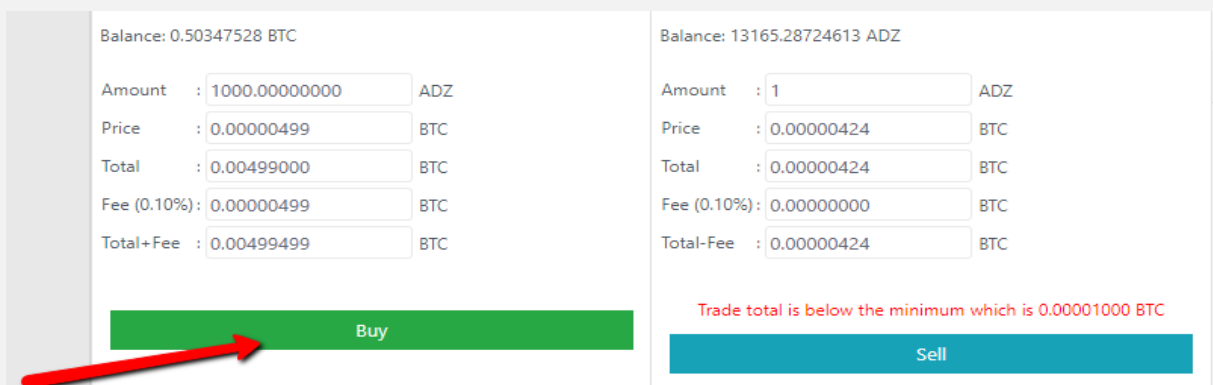 Balance: 0.50347528 BTC
Amount : 1000.00000000 ADZ
Price : 0.00000499 BTC
Total : 0.00499000 BTC
Fee (0.10%) : 0.00000499 BTC
Total+Fee : 0.00499499 BTC
Buy
Balance: 13165.28724613 ADZ
Amount : 1 ADZ
Price : 0.00000424 BTC
Total : 0.00000424 BTC
Fee (0.10%) : 0.00000000 BTC
Total-Fee : 0.00000424 BTC
Trade total is below the minimum which is 0.00001000 BTC
Sell